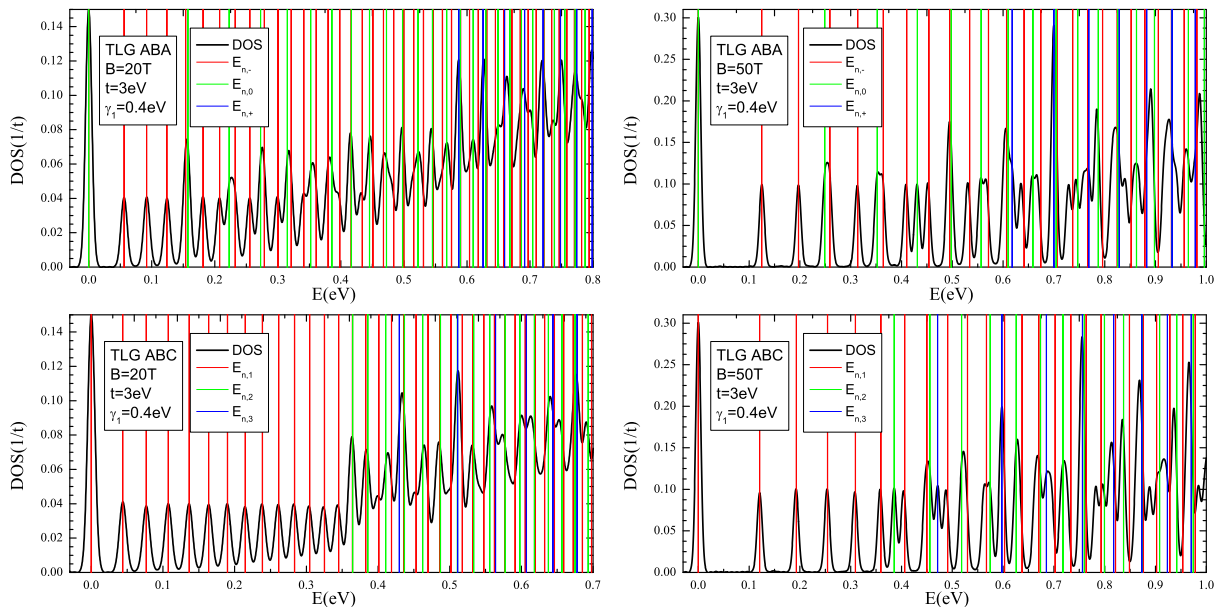 0.14
0.12
0.10
0.08
0.06
0.04
0.02
0.00
DOS(1/t)
TLG ABA
B=20T
t=3eV
γ1=0.4eV
DOS
En,-
En,0
En,+
0.0 0.1 0.2 0.3 0.4 0.5 0.6 0.7 0.8
E(eV)
0.30
0.25
0.20
0.15
0.10
0.05
0.00
DOS(1/t)
TLG ABA
B=50T
t=3eV
γ1=0.4eV
DOS
En,-
En,0
En,+
0.0 0.1 0.2 0.3 0.4 0.5 0.6 0.7 0.8 0.9 1.0
E(eV)
0.14
0.12
0.10
0.08
0.06
0.04
0.02
0.00
DOS(1/t)
TLG ABC
B=20T
t=3eV
γ1=0.4eV
DOS
En,1
En,2
En,3
0.0 0.1 0.2 0.3 0.4 0.5 0.6 0.7
E(eV)
0.30
0.25
0.20
0.15
0.10
0.05
0.00
DOS(1/t)
TLG ABC
B=50T
t=3eV
γ1=0.4eV
DOS
En,1
En,2
En,3
0.0 0.1 0.2 0.3 0.4 0.5 0.6 0.7 0.8 0.9 1.0
E(eV)